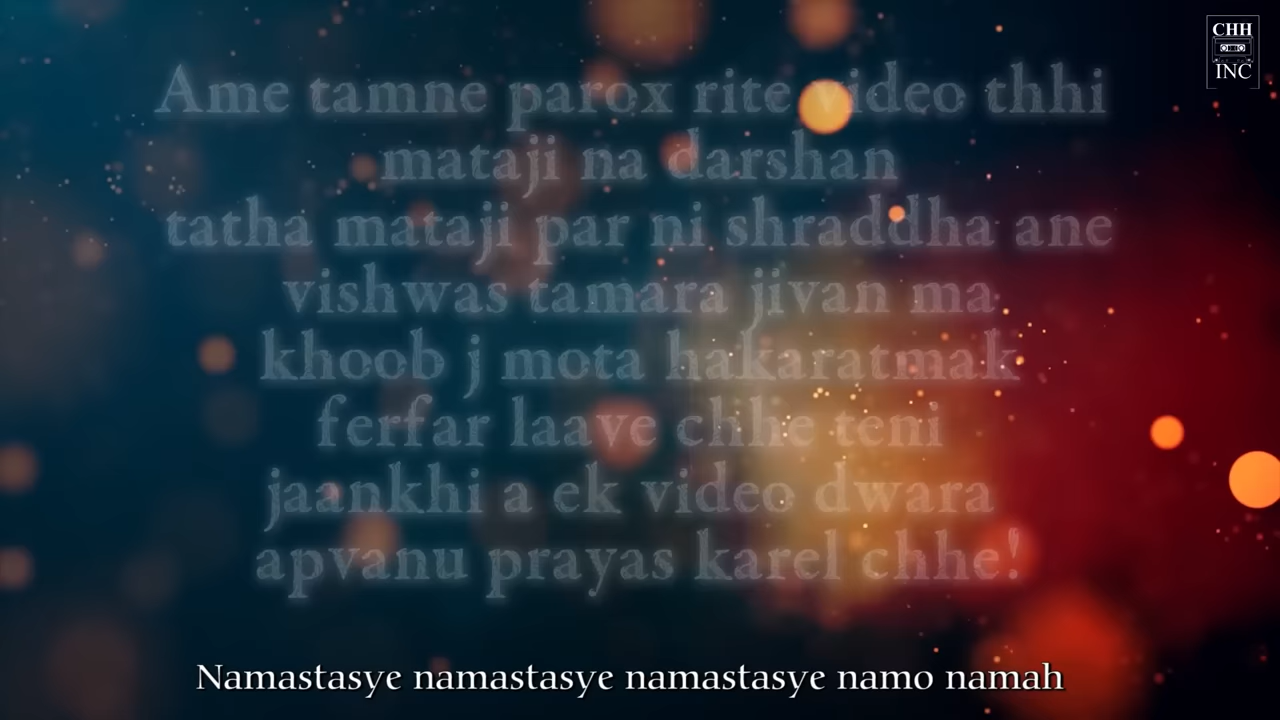 CHH
INC
Ame tamne parox rite video thhi
mataji na darshan
tatha mataji par ni shraddha ane
vishwas tamara jivan ma
khoob j mota hakaratmak
ferfar laave chhe teni
jaankhi a ek video dwara
apvanu prayas karel chhe!
Namastasye namastasye namastasye namo namah